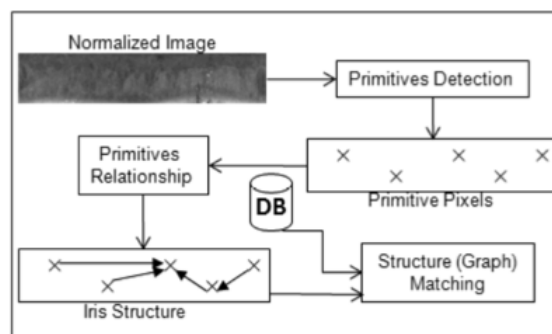 Normalized Image
Primitives Detection
Primitives
Relationship
Primitive Pixels
DB
Structure (Graph)
Matching
Iris Structure